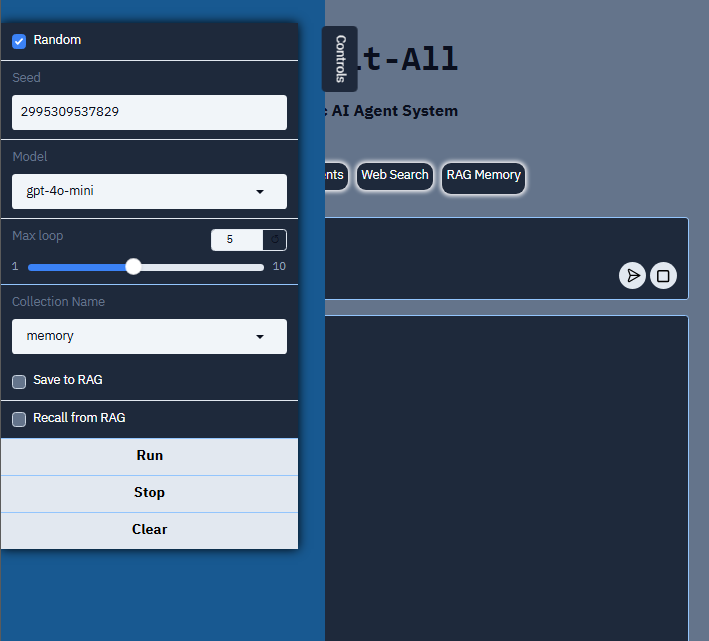 Random
Seed
2995309537829
Model
gpt-4o-mini
Max loop
5
1
10
Collection Name
memory
Save to RAG
Recall from RAG
Run
Stop
Clear
Controls
t-All
AI Agent System
Web Search
RAG Memory